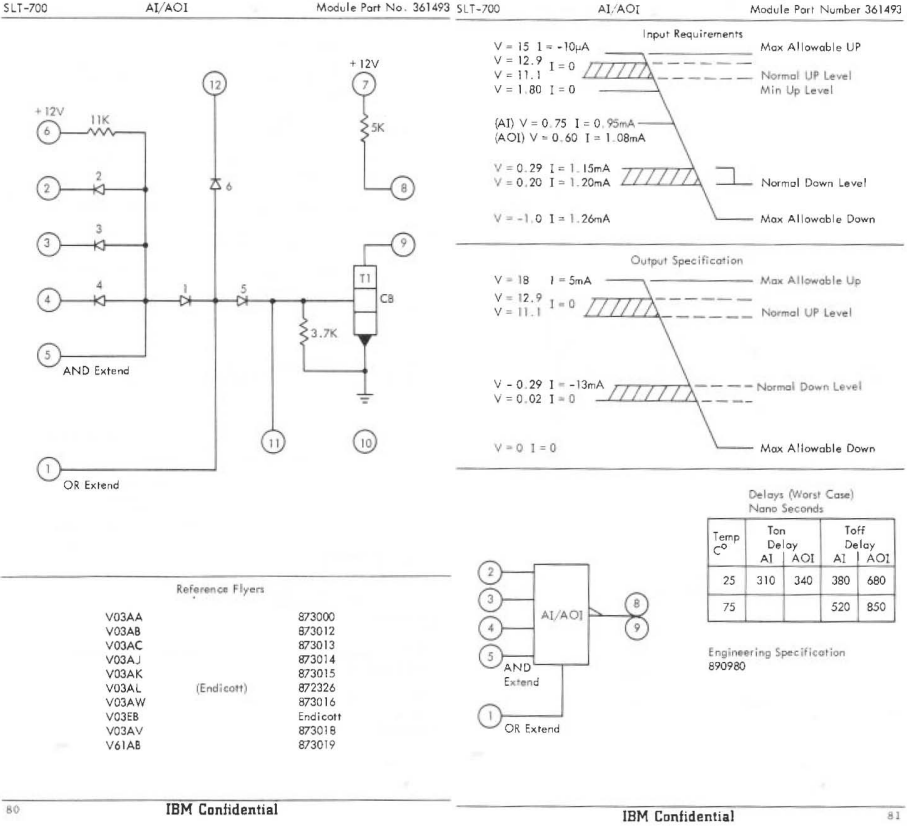 SLT-700 AI/AOI Module Part No. 361493
+12V
12
7
+12V
6
11K
5K
2
2
6
8
3
3
9
T1
4
4
1
5
CB
3.7K
5
AND Extend
11
10
1
OR Extend
Reference Flyers
V03AA 873000
V03AB 873012
V03AC 873013
V03AJ 873014
V03AK 873015
V03AL (Endicott) 872326
V03AW 873016
V03EB Endicott
V03AV 873018
V61AB 873019
80 IBM Confidential
SLT-700 AI/AOI Module Part Number 361493
Input Requirements
V = 15 I = -10µA Max Allowable UP
V = 12.9 I = 0
V = 11.1 Normal UP Level
V = 1.80 I = 0 Min Up Level
(AI) V = 0.75 I = 0.95mA
(AOI) V = 0.60 I = 1.08mA
V = 0.29 I = 1.15mA
V = 0.20 I = 1.20mA Normal Down Level
V = -1.0 I = 1.26mA Max Allowable Down
Output Specification
V = 18 I = 5mA Max Allowable Up
V = 12.9 I = 0
V = 11.1 Normal UP Level
V - 0.29 I = -13mA Normal Down Level
V = 0.02 I = 0
V = 0 I = 0 Max Allowable Down
Delays (Worst Case)
Nano Seconds
Temp C° Ton Delay Toff Delay
AI AOI AI AOI
25 310 340 380 680
75 520 850
2
3
4
5
AI/AOI
8
9
AND
Extend
1
OR Extend
Engineering Specification
890980
IBM Confidential 81